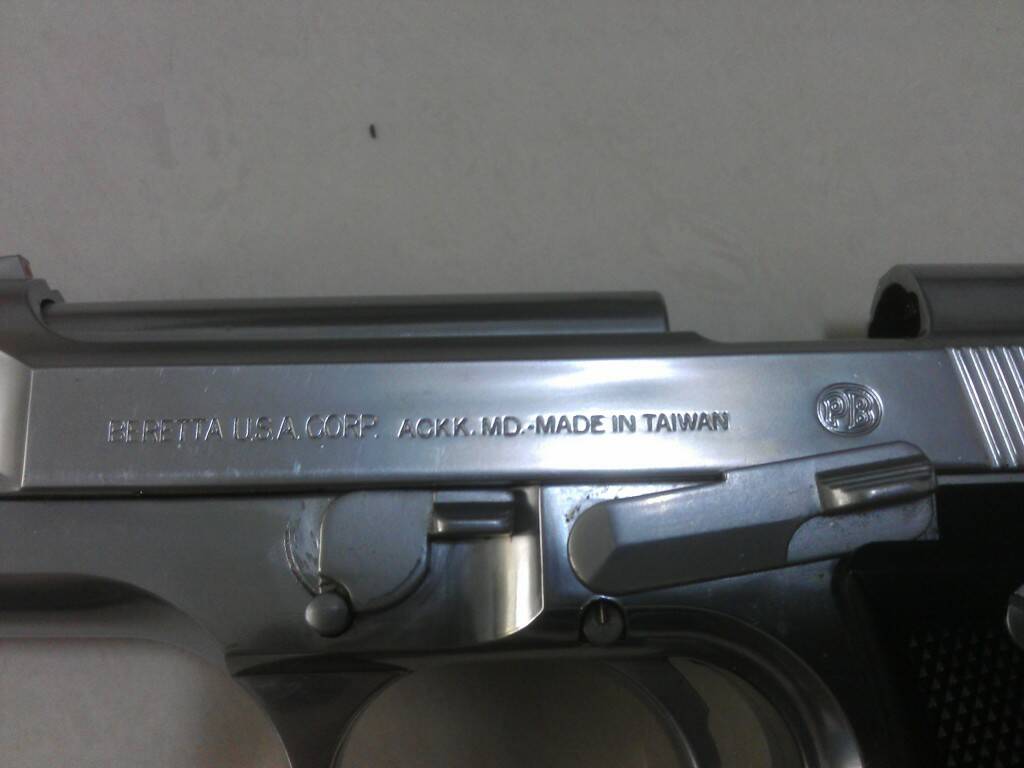 BERETTA U.S.A. CORP. ACKK. MD.-MADE IN TAIWAN
PB